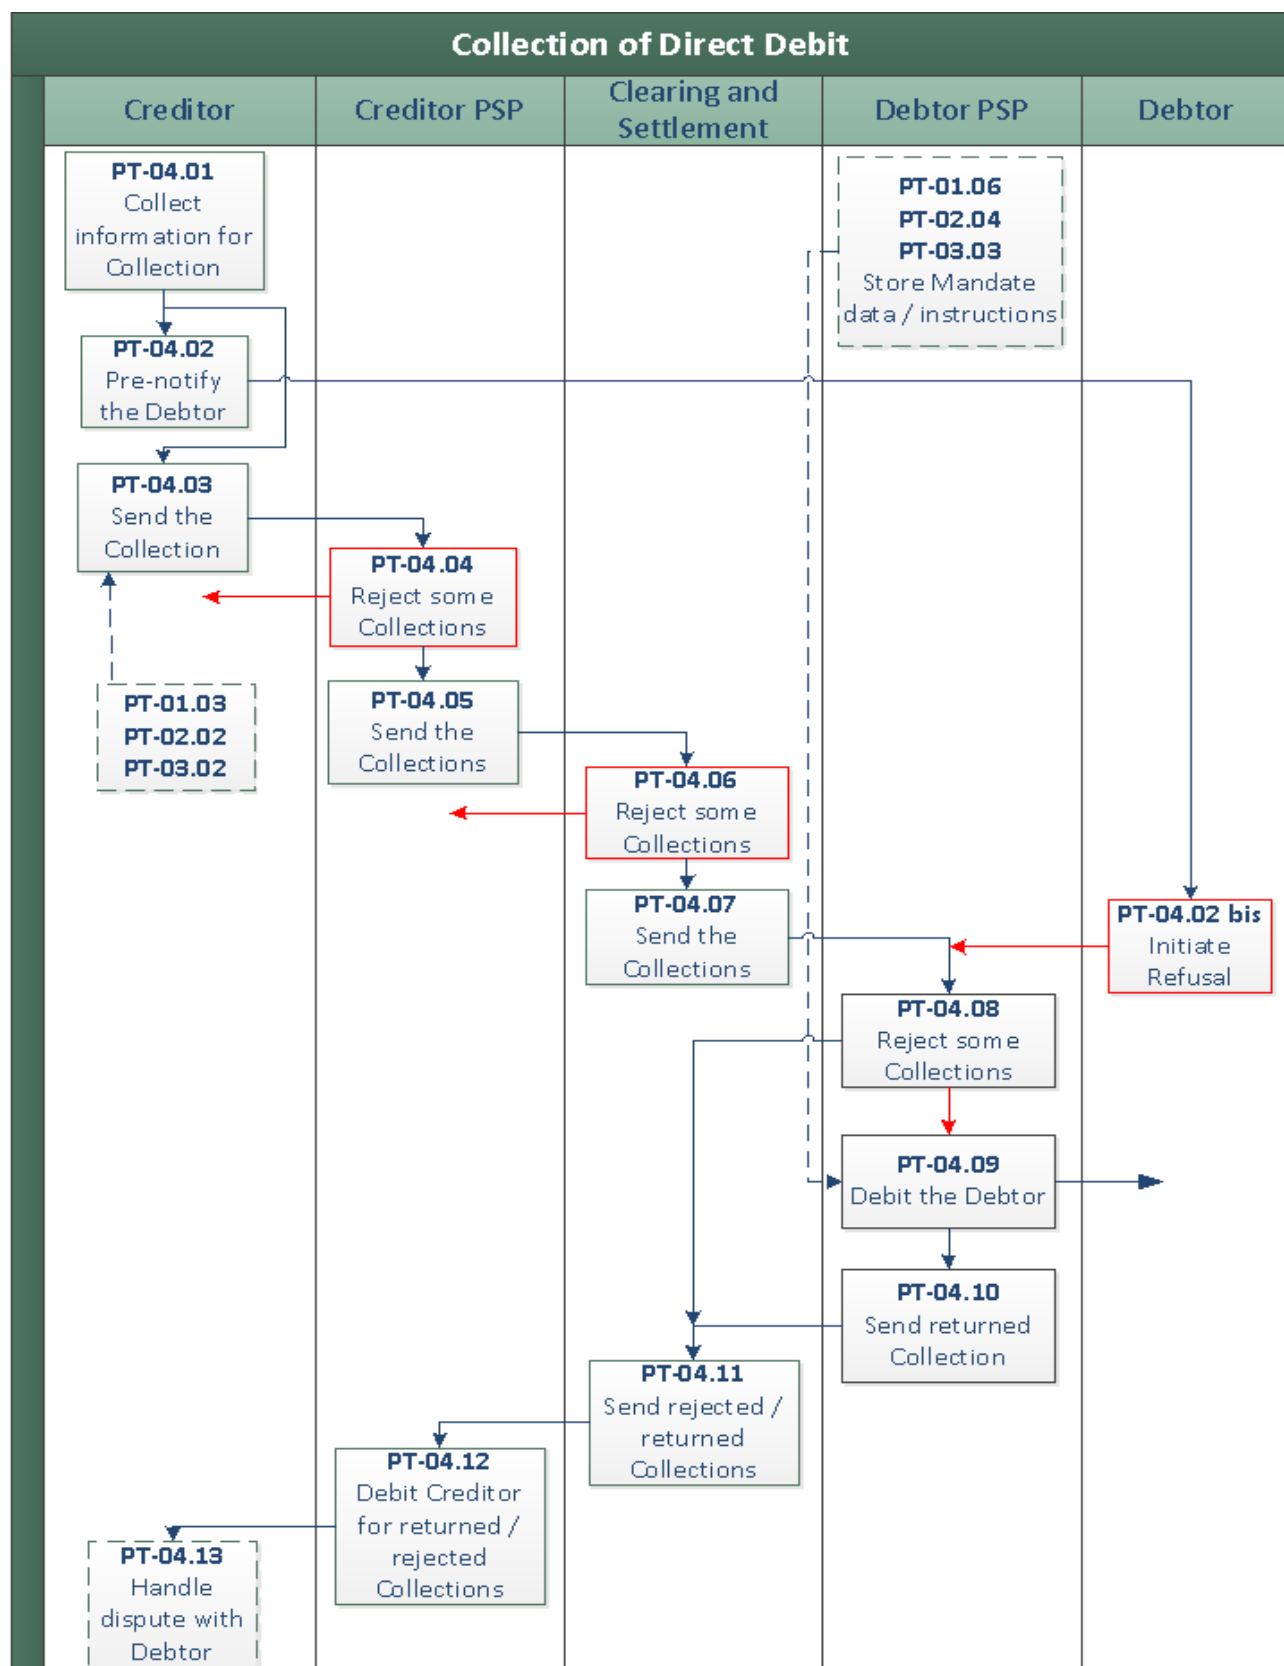 Collection of Direct Debit
Creditor
Creditor PSP
Clearing and
Settlement
Debtor PSP
Debtor
PT-04.01
Collect
information for
Collection
PT-01.06
PT-02.04
PT-03.03
Store Mandate
data / instructions
PT-04.02
Pre-notify
the Debtor
PT-04.03
Send the
Collection
PT-04.04
Reject some
Collections
PT-01.03
PT-02.02
PT-03.02
PT-04.05
Send the
Collections
PT-04.06
Reject some
Collections
PT-04.07
Send the
Collections
PT-04.02 bis
Initiate
Refusal
PT-04.08
Reject some
Collections
PT-04.09
Debit the Debtor
PT-04.10
Send returned
Collection
PT-04.11
Send rejected /
returned
Collections
PT-04.12
Debit Creditor
for returned /
rejected
Collections
PT-04.13
Handle
dispute with
Debtor